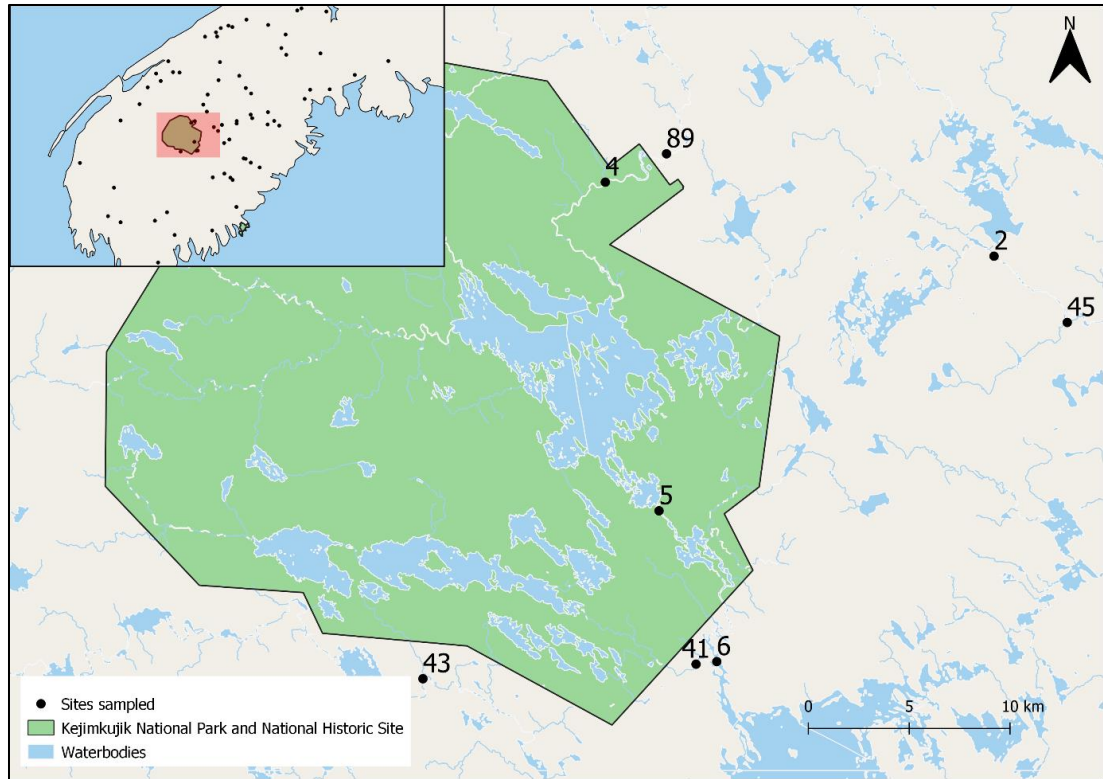 N
89
4
2
45
5
41 6
43
Sites sampled
Kejimkujik National Park and National Historic Site
Waterbodies
0 5 10 km